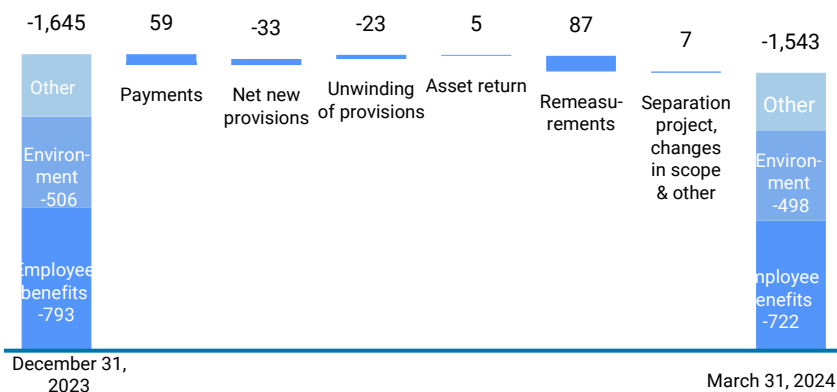 -1,645
59
-33
-23
5
87
7
-1,543
Other
Environ-
ment
-506
Employee
benefits
-793
Payments
Net new
provisions
Unwinding
of provisions
Asset return
Remeasu-
rements
Separation
project,
changes
in scope
& other
Other
Environ-
ment
-498
mployee
enefits
-722
December 31,
2023
March 31, 2024